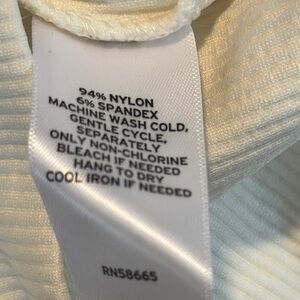 94% NYLON
6% SPANDEX
MACHINE WASH COLD,
GENTLE CYCLE,
SEPARATELY
ONLY NON-CHLORINE
BLEACH IF NEEDED
HANG TO DRY
COOL IRON IF NEEDED
RN58665